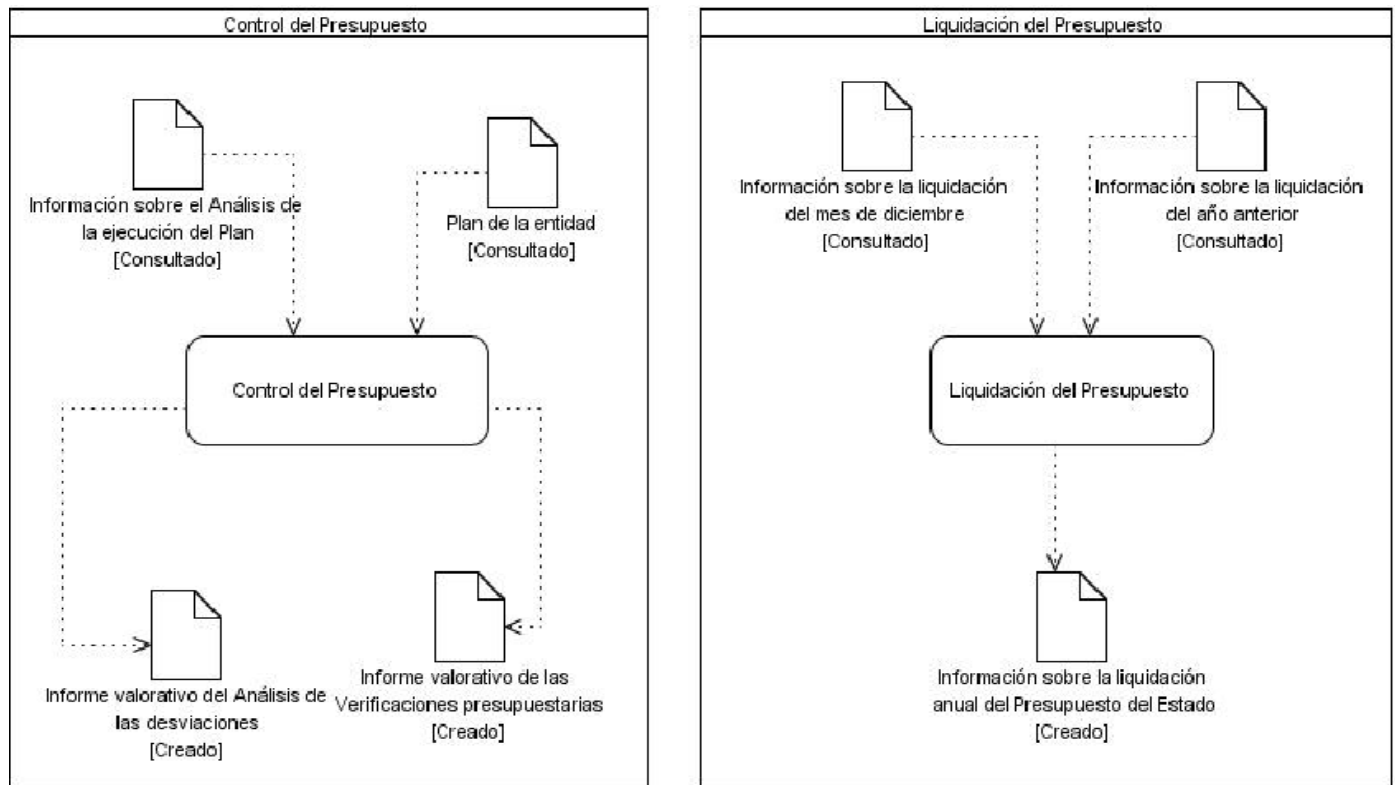 Control del Presupuesto
Información sobre el Análisis de
la ejecución del Plan
[Consultado]
Plan de la entidad
[Consultado]
Control del Presupuesto
Informe valorativo del Análisis de
las desviaciones
[Creado]
Informe valorativo de las
Verificaciones presupuestarias
[Creado]
Liquidación del Presupuesto
Información sobre la liquidación
del mes de diciembre
[Consultado]
Información sobre la liquidación
del año anterior
[Consultado]
Liquidación del Presupuesto
Información sobre la liquidación
anual del Presupuesto del Estado
[Creado]